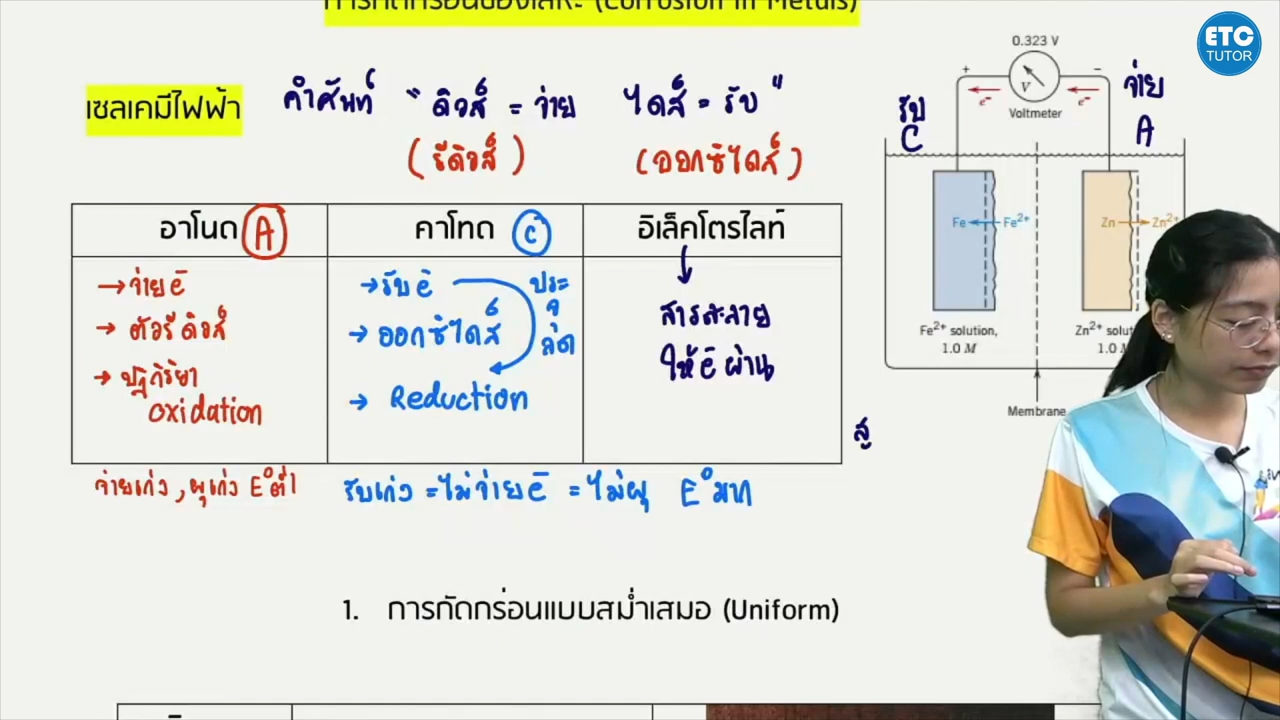 การกัดกร่อนของโลหะ (Corrosion in Metals)
ETC
TUTOR
เซลเคมีไฟฟ้า
คำศัพท์ " ดิวส์ = จ่าย ไดส์ = รับ "
(รีดิวส์) (ออกซิไดส์)
0.323 V
+ −
V
e⁻ e⁻
Voltmeter
รับ
C
จ่าย
A
อาโนด A
คาโทด C
อิเล็คโตรไลท์
→ จ่าย ē
→ ตัวรีดิวส์
→ ปฏิกิริยา
oxidation
→ รับ ē
→ ออกซิไดส์
→ Reduction
ประ
จุ
ลด
สารละลาย
ให้ ē ผ่าน
Fe Fe²⁺
Zn Zn²⁺
Fe²⁺ solution,
1.0 M
Zn²⁺
1.0
Membrane
จ่ายเก่ง, ผุเก่ง E° ต่ำ
รับเก่ง = ไม่จ่าย ē = ไม่ผุ E° มาก
สู
1. การกัดกร่อนแบบสม่ำเสมอ (Uniform)